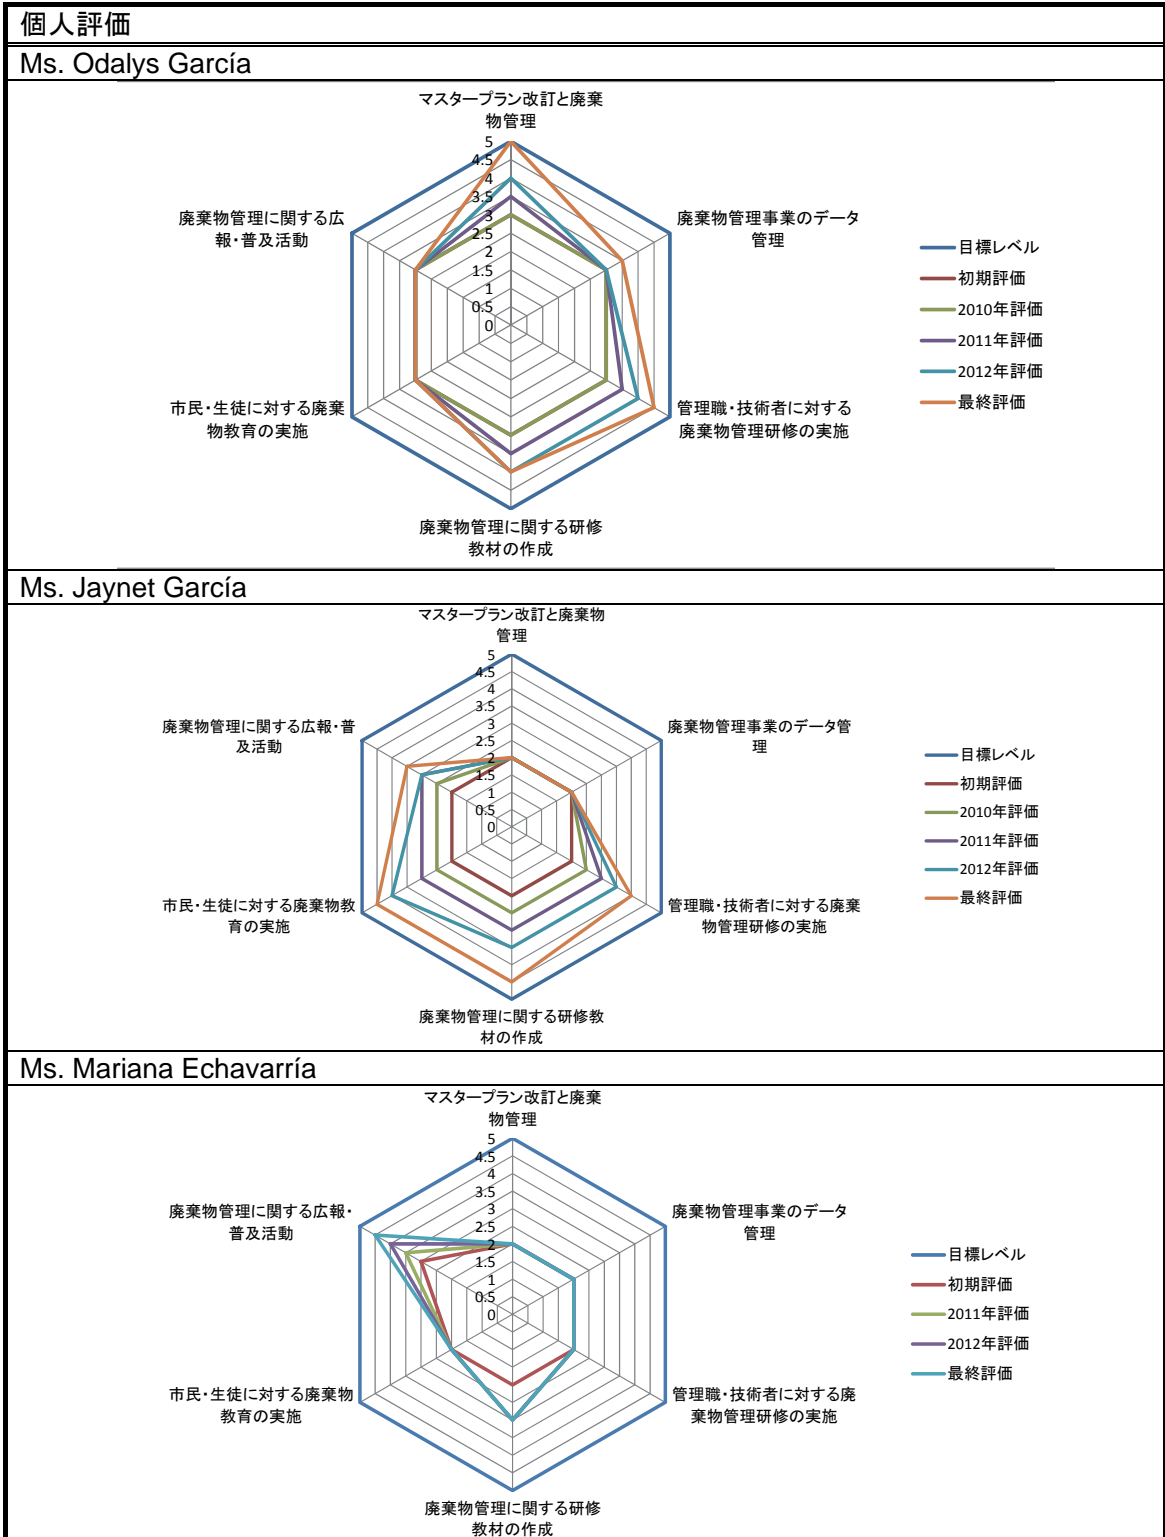 個人評価
Ms. Odalys García
マスタープラン改訂と廃棄
物管理
5
4.5
4
3.5
3
2.5
2
1.5
1
0.5
0
廃棄物管理事業のデータ
管理
管理職・技術者に対する
廃棄物管理研修の実施
廃棄物管理に関する研修
教材の作成
市民・生徒に対する廃棄
物教育の実施
廃棄物管理に関する広
報・普及活動
目標レベル
初期評価
2010年評価
2011年評価
2012年評価
最終評価
Ms. Jaynet García
マスタープラン改訂と廃棄物
管理
5
4.5
4
3.5
3
2.5
2
1.5
1
0.5
0
廃棄物管理事業のデータ管
理
管理職・技術者に対する廃棄
物管理研修の実施
廃棄物管理に関する研修教
材の作成
市民・生徒に対する廃棄物教
育の実施
廃棄物管理に関する広報・普
及活動
目標レベル
初期評価
2010年評価
2011年評価
2012年評価
最終評価
Ms. Mariana Echavarría
マスタープラン改訂と廃棄
物管理
5
4.5
4
3.5
3
2.5
2
1.5
1
0.5
0
廃棄物管理事業のデータ
管理
管理職・技術者に対する廃
棄物管理研修の実施
廃棄物管理に関する研修
教材の作成
市民・生徒に対する廃棄物
教育の実施
廃棄物管理に関する広報・
普及活動
目標レベル
初期評価
2011年評価
2012年評価
最終評価